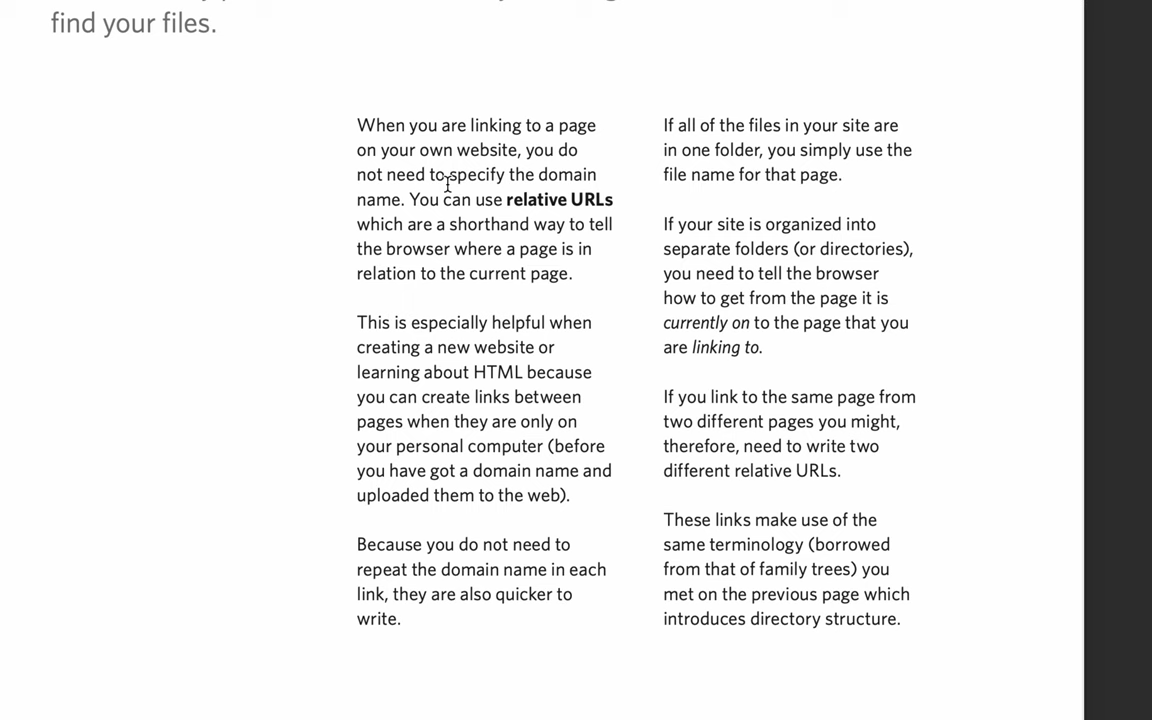 find your files.
When you are linking to a page
on your own website, you do
not need to specify the domain
name. You can use relative URLs
which are a shorthand way to tell
the browser where a page is in
relation to the current page.
This is especially helpful when
creating a new website or
learning about HTML because
you can create links between
pages when they are only on
your personal computer (before
you have got a domain name and
uploaded them to the web).
Because you do not need to
repeat the domain name in each
link, they are also quicker to
write.
If all of the files in your site are
in one folder, you simply use the
file name for that page.
If your site is organized into
separate folders (or directories),
you need to tell the browser
how to get from the page it is
currently on to the page that you
are linking to.
If you link to the same page from
two different pages you might,
therefore, need to write two
different relative URLs.
These links make use of the
same terminology (borrowed
from that of family trees) you
met on the previous page which
introduces directory structure.